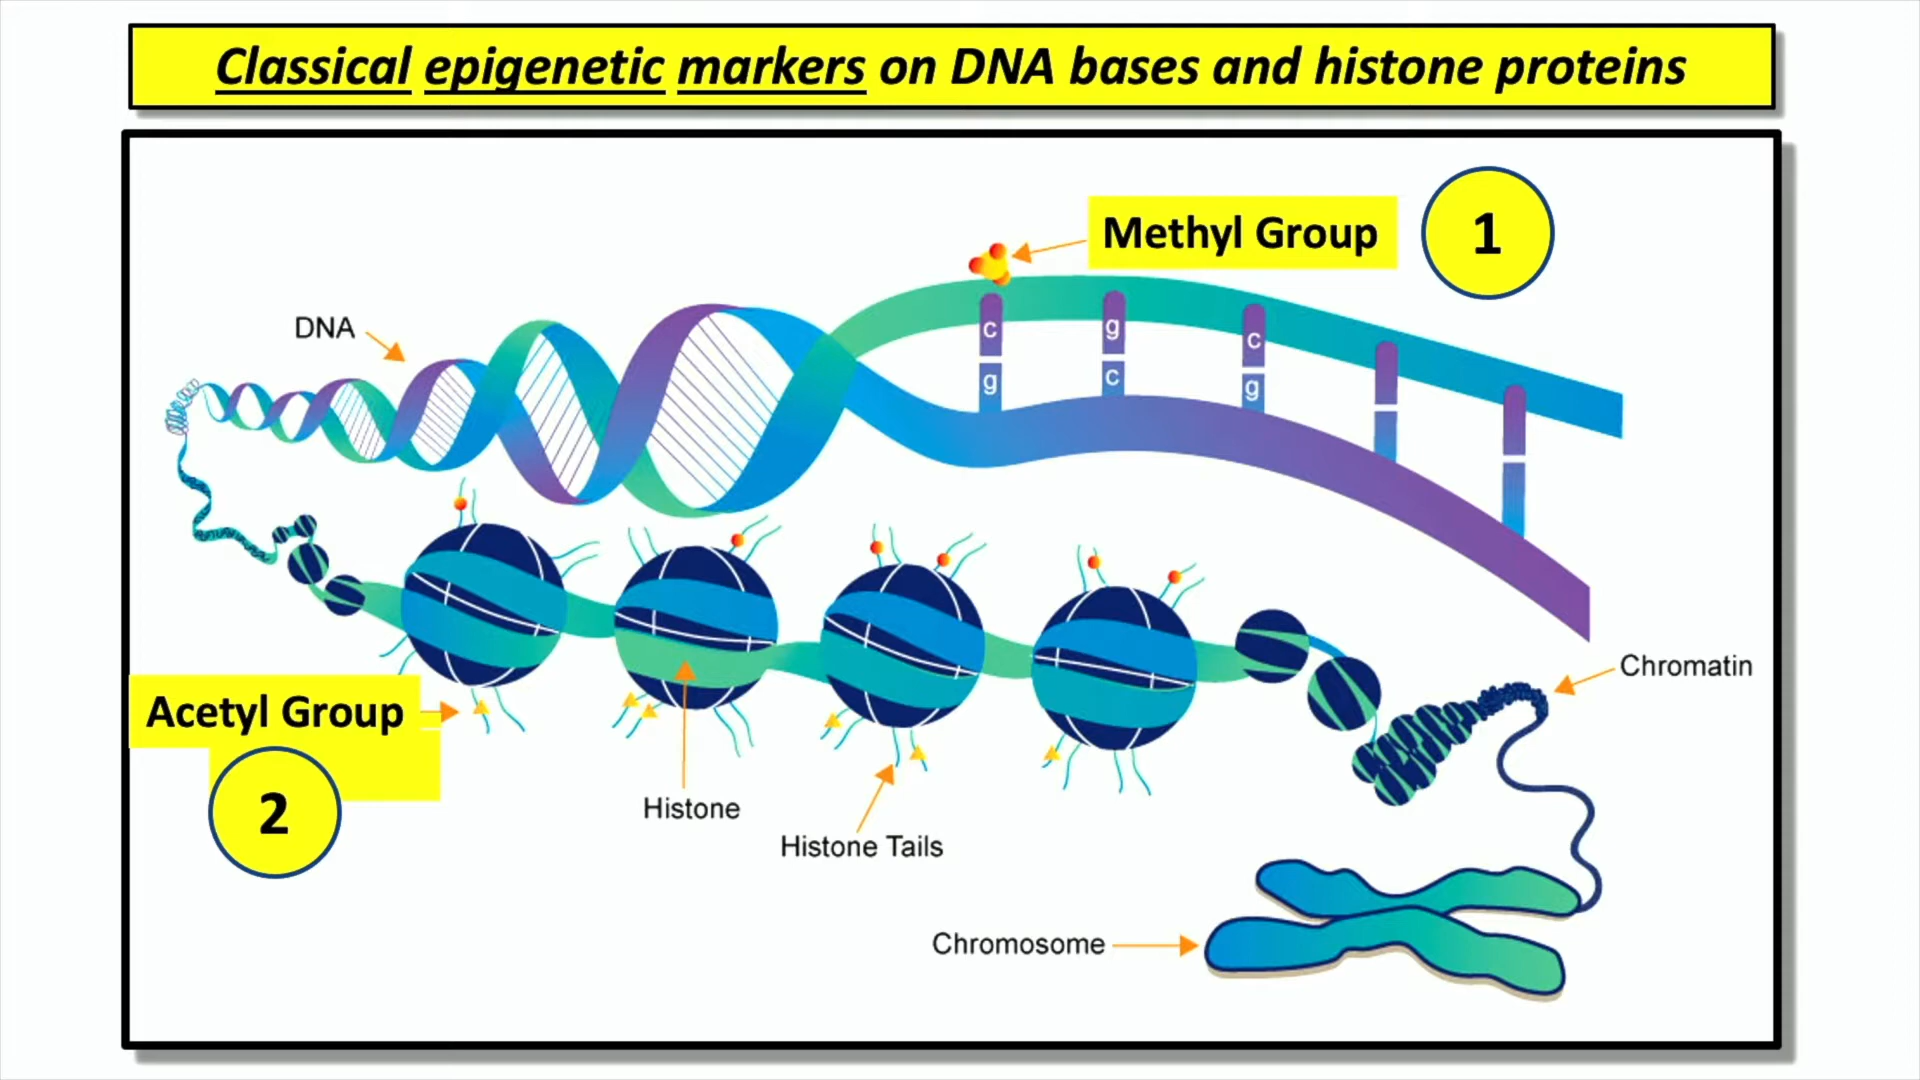 Classical epigenetic markers on DNA bases and histone proteins
Methyl Group
1
DNA
c
g
c
g
c
g
Chromatin
Acetyl Group
2
Histone
Histone Tails
Chromosome